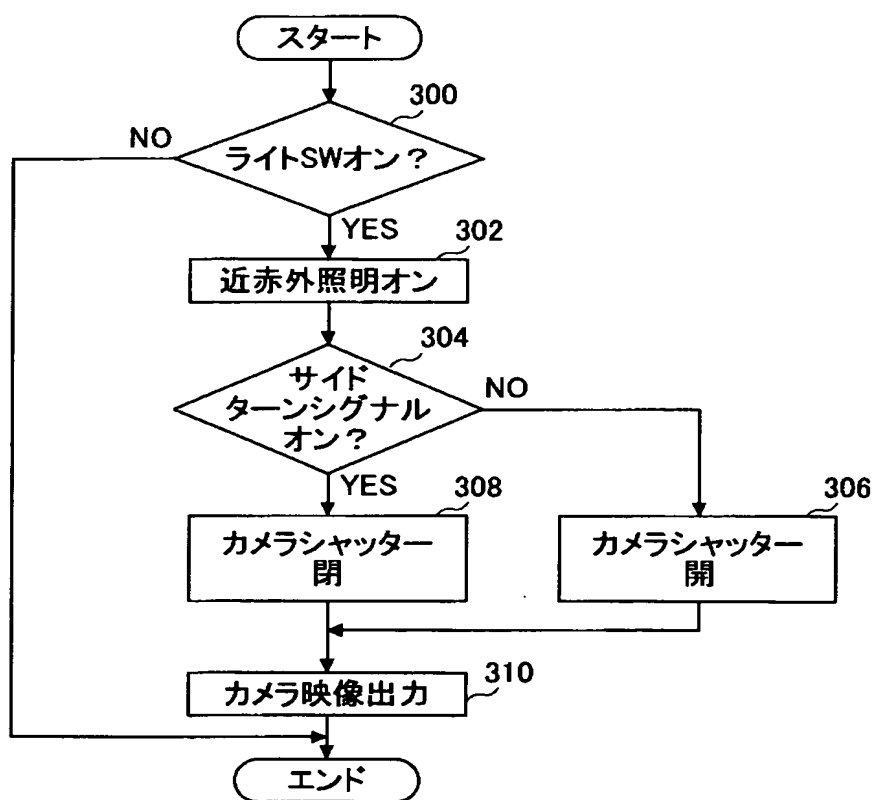 スタート
300
NO
ライトSWオン？
YES
302
近赤外照明オン
304
サイド
ターンシグナル
オン？
NO
YES
308
カメラシャッター
閉
306
カメラシャッター
開
カメラ映像出力
310
エンド